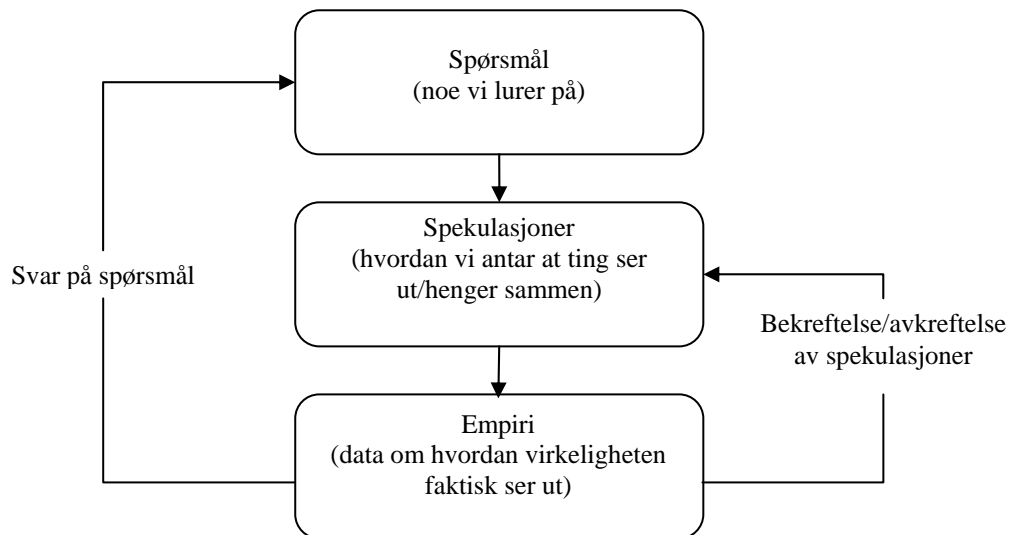 Spørsmål
(noe vi lurer på)
Spekulasjoner
(hvordan vi antar at ting ser
ut/henger sammen)
Svar på spørsmål
Bekreftelse/avkreftelse
av spekulasjoner
Empiri
(data om hvordan virkeligheten
faktisk ser ut)